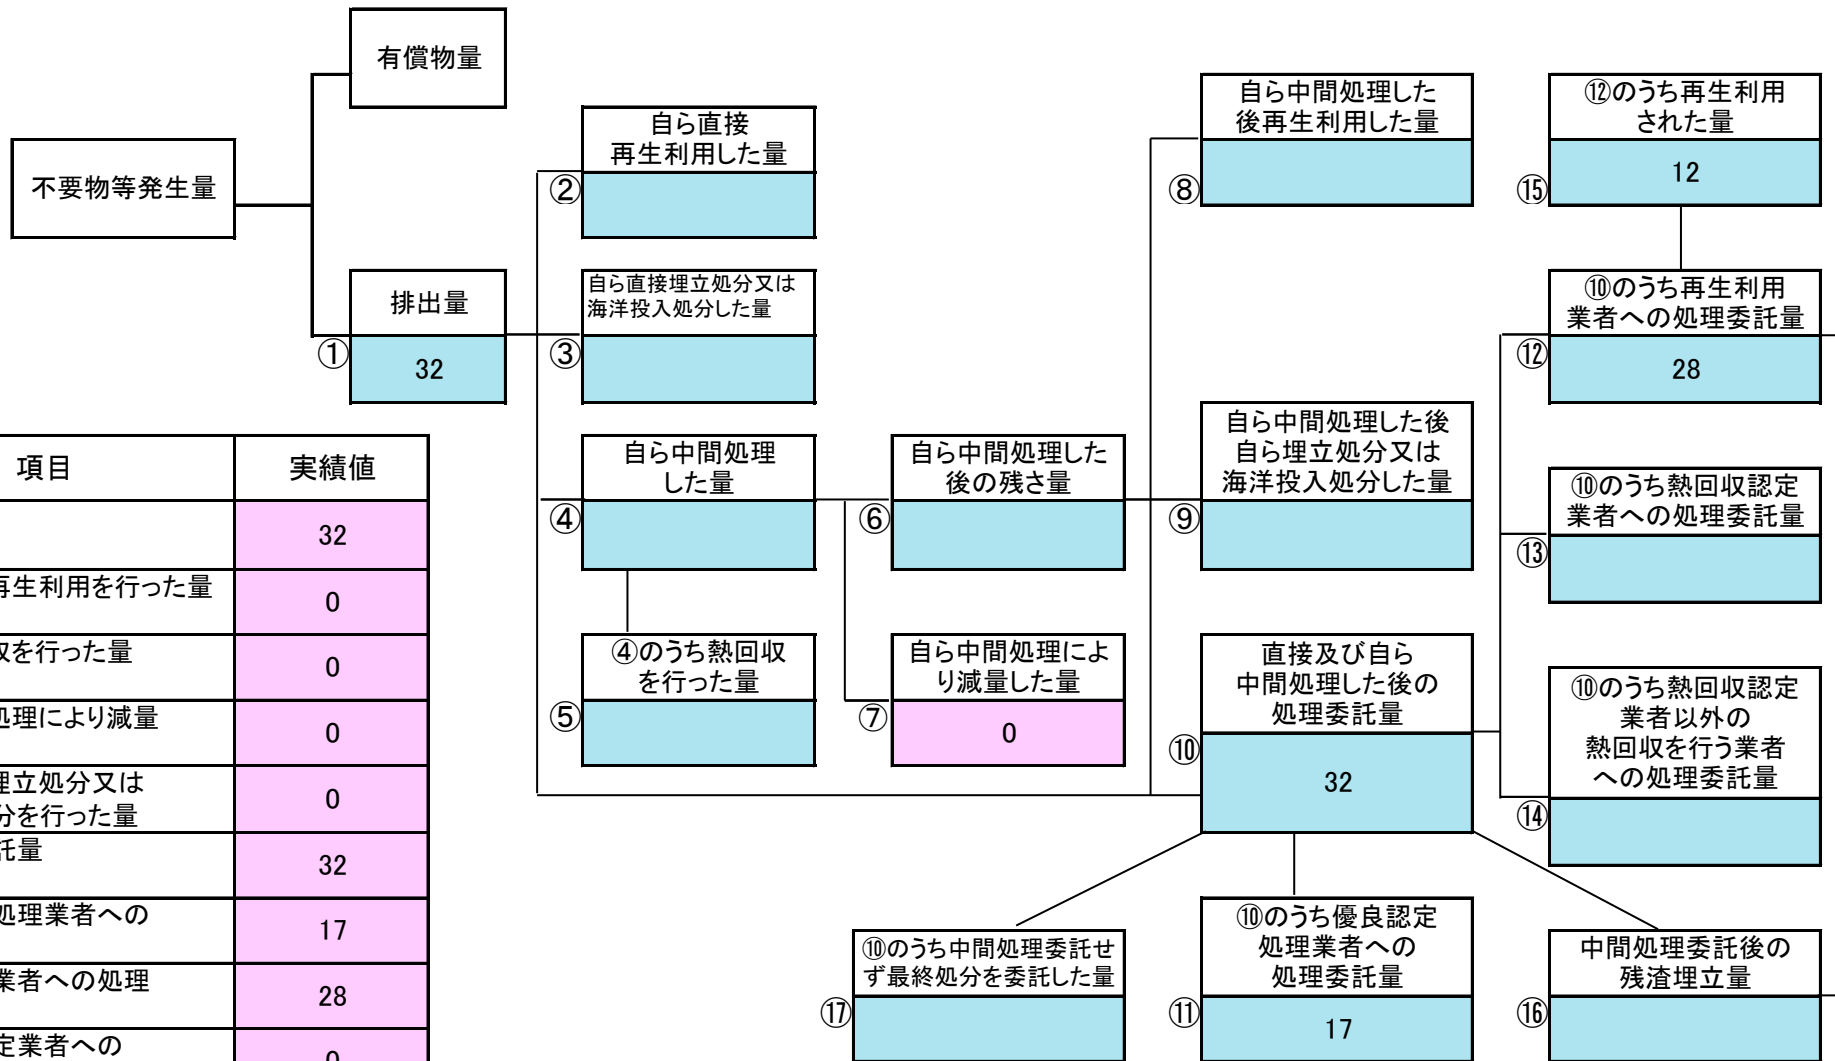 有償物量
不要物等発生量
排出量
①
32
自ら直接
再生利用した量
②
自ら直接埋立処分又は
海洋投入処分した量
③
自ら中間処理
した量
④
④のうち熱回収
を行った量
⑤
自ら中間処理した
後の残さ量
⑥
自ら中間処理によ
り減量した量
⑦
0
自ら中間処理した
後再生利用した量
⑧
自ら中間処理した後
自ら埋立処分又は
海洋投入処分した量
⑨
直接及び自ら
中間処理した後の
処理委託量
⑩
32
⑫のうち再生利用
された量
⑮
12
⑩のうち再生利用
業者への処理委託量
⑫
28
⑩のうち熱回収認定
業者への処理委託量
⑬
⑩のうち熱回収認定
業者以外の
熱回収を行う業者
への処理委託量
⑭
⑩のうち中間処理委託せ
ず最終処分を委託した量
⑰
⑩のうち優良認定
処理業者への
処理委託量
⑪
17
中間処理委託後の
残渣埋立量
⑯
項目 実績値
32
再生利用を行った量 0
収を行った量 0
処理により減量 0
埋立処分又は
分を行った量 0
託量 32
処理業者への 17
業者への処理 28
定業者への 0